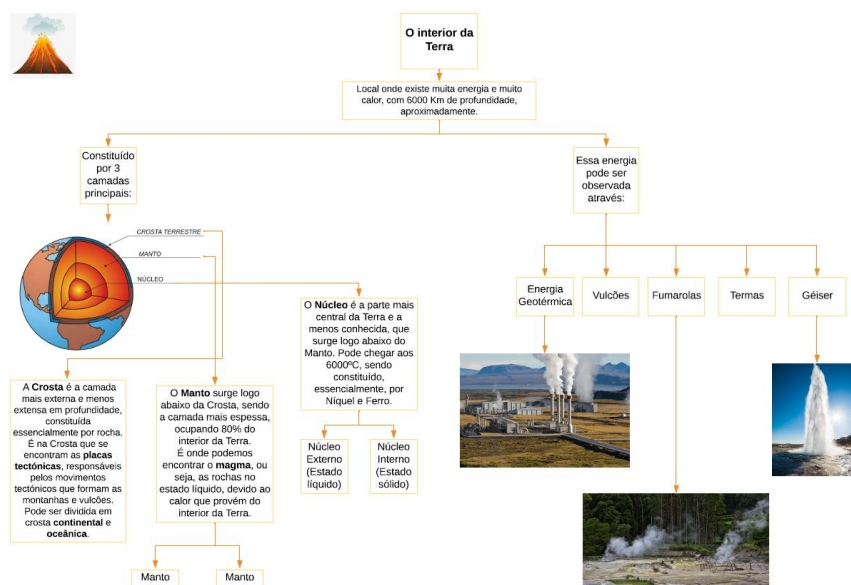 O interior da
Terra
Local onde existe muita energia e muito
calor, com 6000 Km de profundidade,
aproximadamente.
Constituído
por 3
camadas
principais:
Essa energia
pode ser
observada
através:
CROSTA TERRESTRE
MANTO
NÚCLEO
A Crosta é a camada
mais externa e menos
extensa em profundidade,
constituída
essencialmente por rocha.
É na Crosta que se
encontram as placas
tectónicas, responsáveis
pelos movimentos
tectónicos que formam as
montanhas e vulcões.
Pode ser dividida em
crosta continental e
oceânica.
O Manto surge logo
abaixo da Crosta, sendo
a camada mais espessa,
ocupando 80% do
interior da Terra.
É onde podemos
encontrar o magma, ou
seja, as rochas no
estado líquido, devido ao
calor que provém do
interior da Terra.
Manto
Manto
O Núcleo é a parte mais
central da Terra e a
menos conhecida, que
surge logo abaixo do
Manto. Pode chegar aos
6000ºC, sendo
constituído,
essencialmente, por
Níquel e Ferro.
Núcleo
Externo
(Estado
líquido)
Núcleo
Interno
(Estado
sólido)
Energia
Geotérmica
Vulcões
Fumarolas
Termas
Géiser